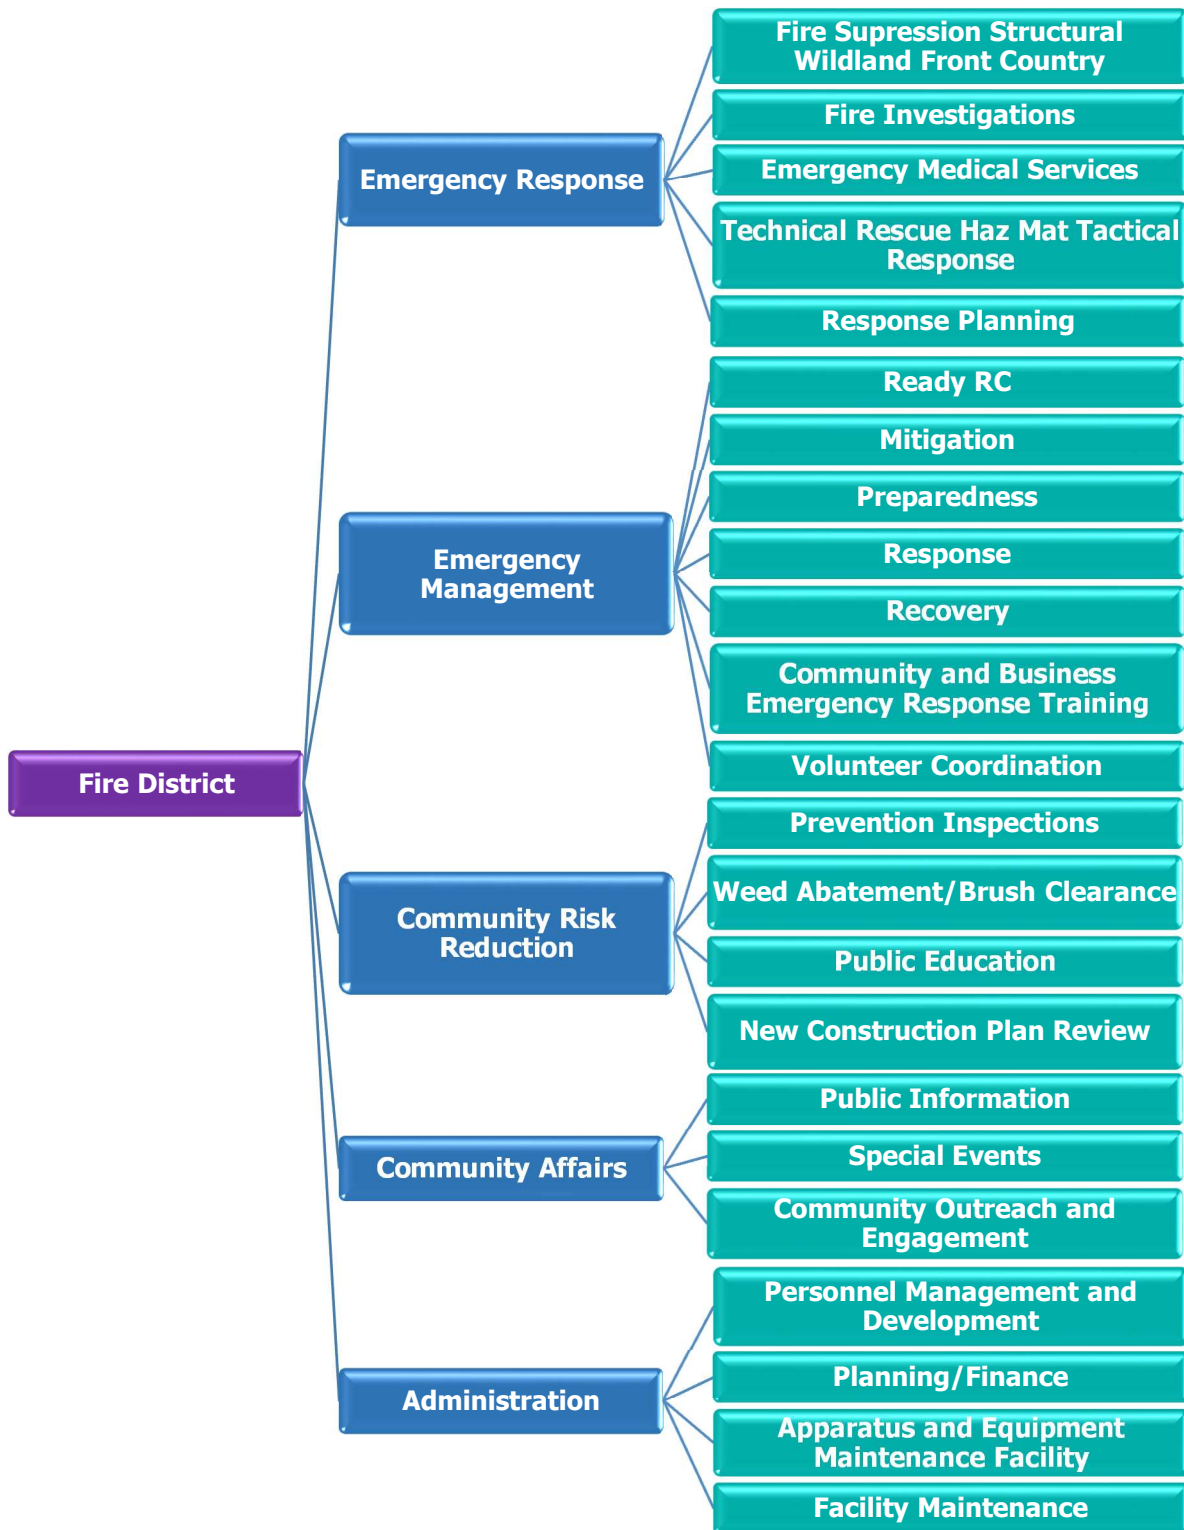 Fire District
Emergency Response
Fire Supression Structural
Wildland Front Country
Fire Investigations
Emergency Medical Services
Technical Rescue Haz Mat Tactical
Response
Response Planning
Emergency
Management
Ready RC
Mitigation
Preparedness
Response
Recovery
Community and Business
Emergency Response Training
Volunteer Coordination
Community Risk
Reduction
Prevention Inspections
Weed Abatement/Brush Clearance
Public Education
New Construction Plan Review
Community Affairs
Public Information
Special Events
Community Outreach and
Engagement
Administration
Personnel Management and
Development
Planning/Finance
Apparatus and Equipment
Maintenance Facility
Facility Maintenance